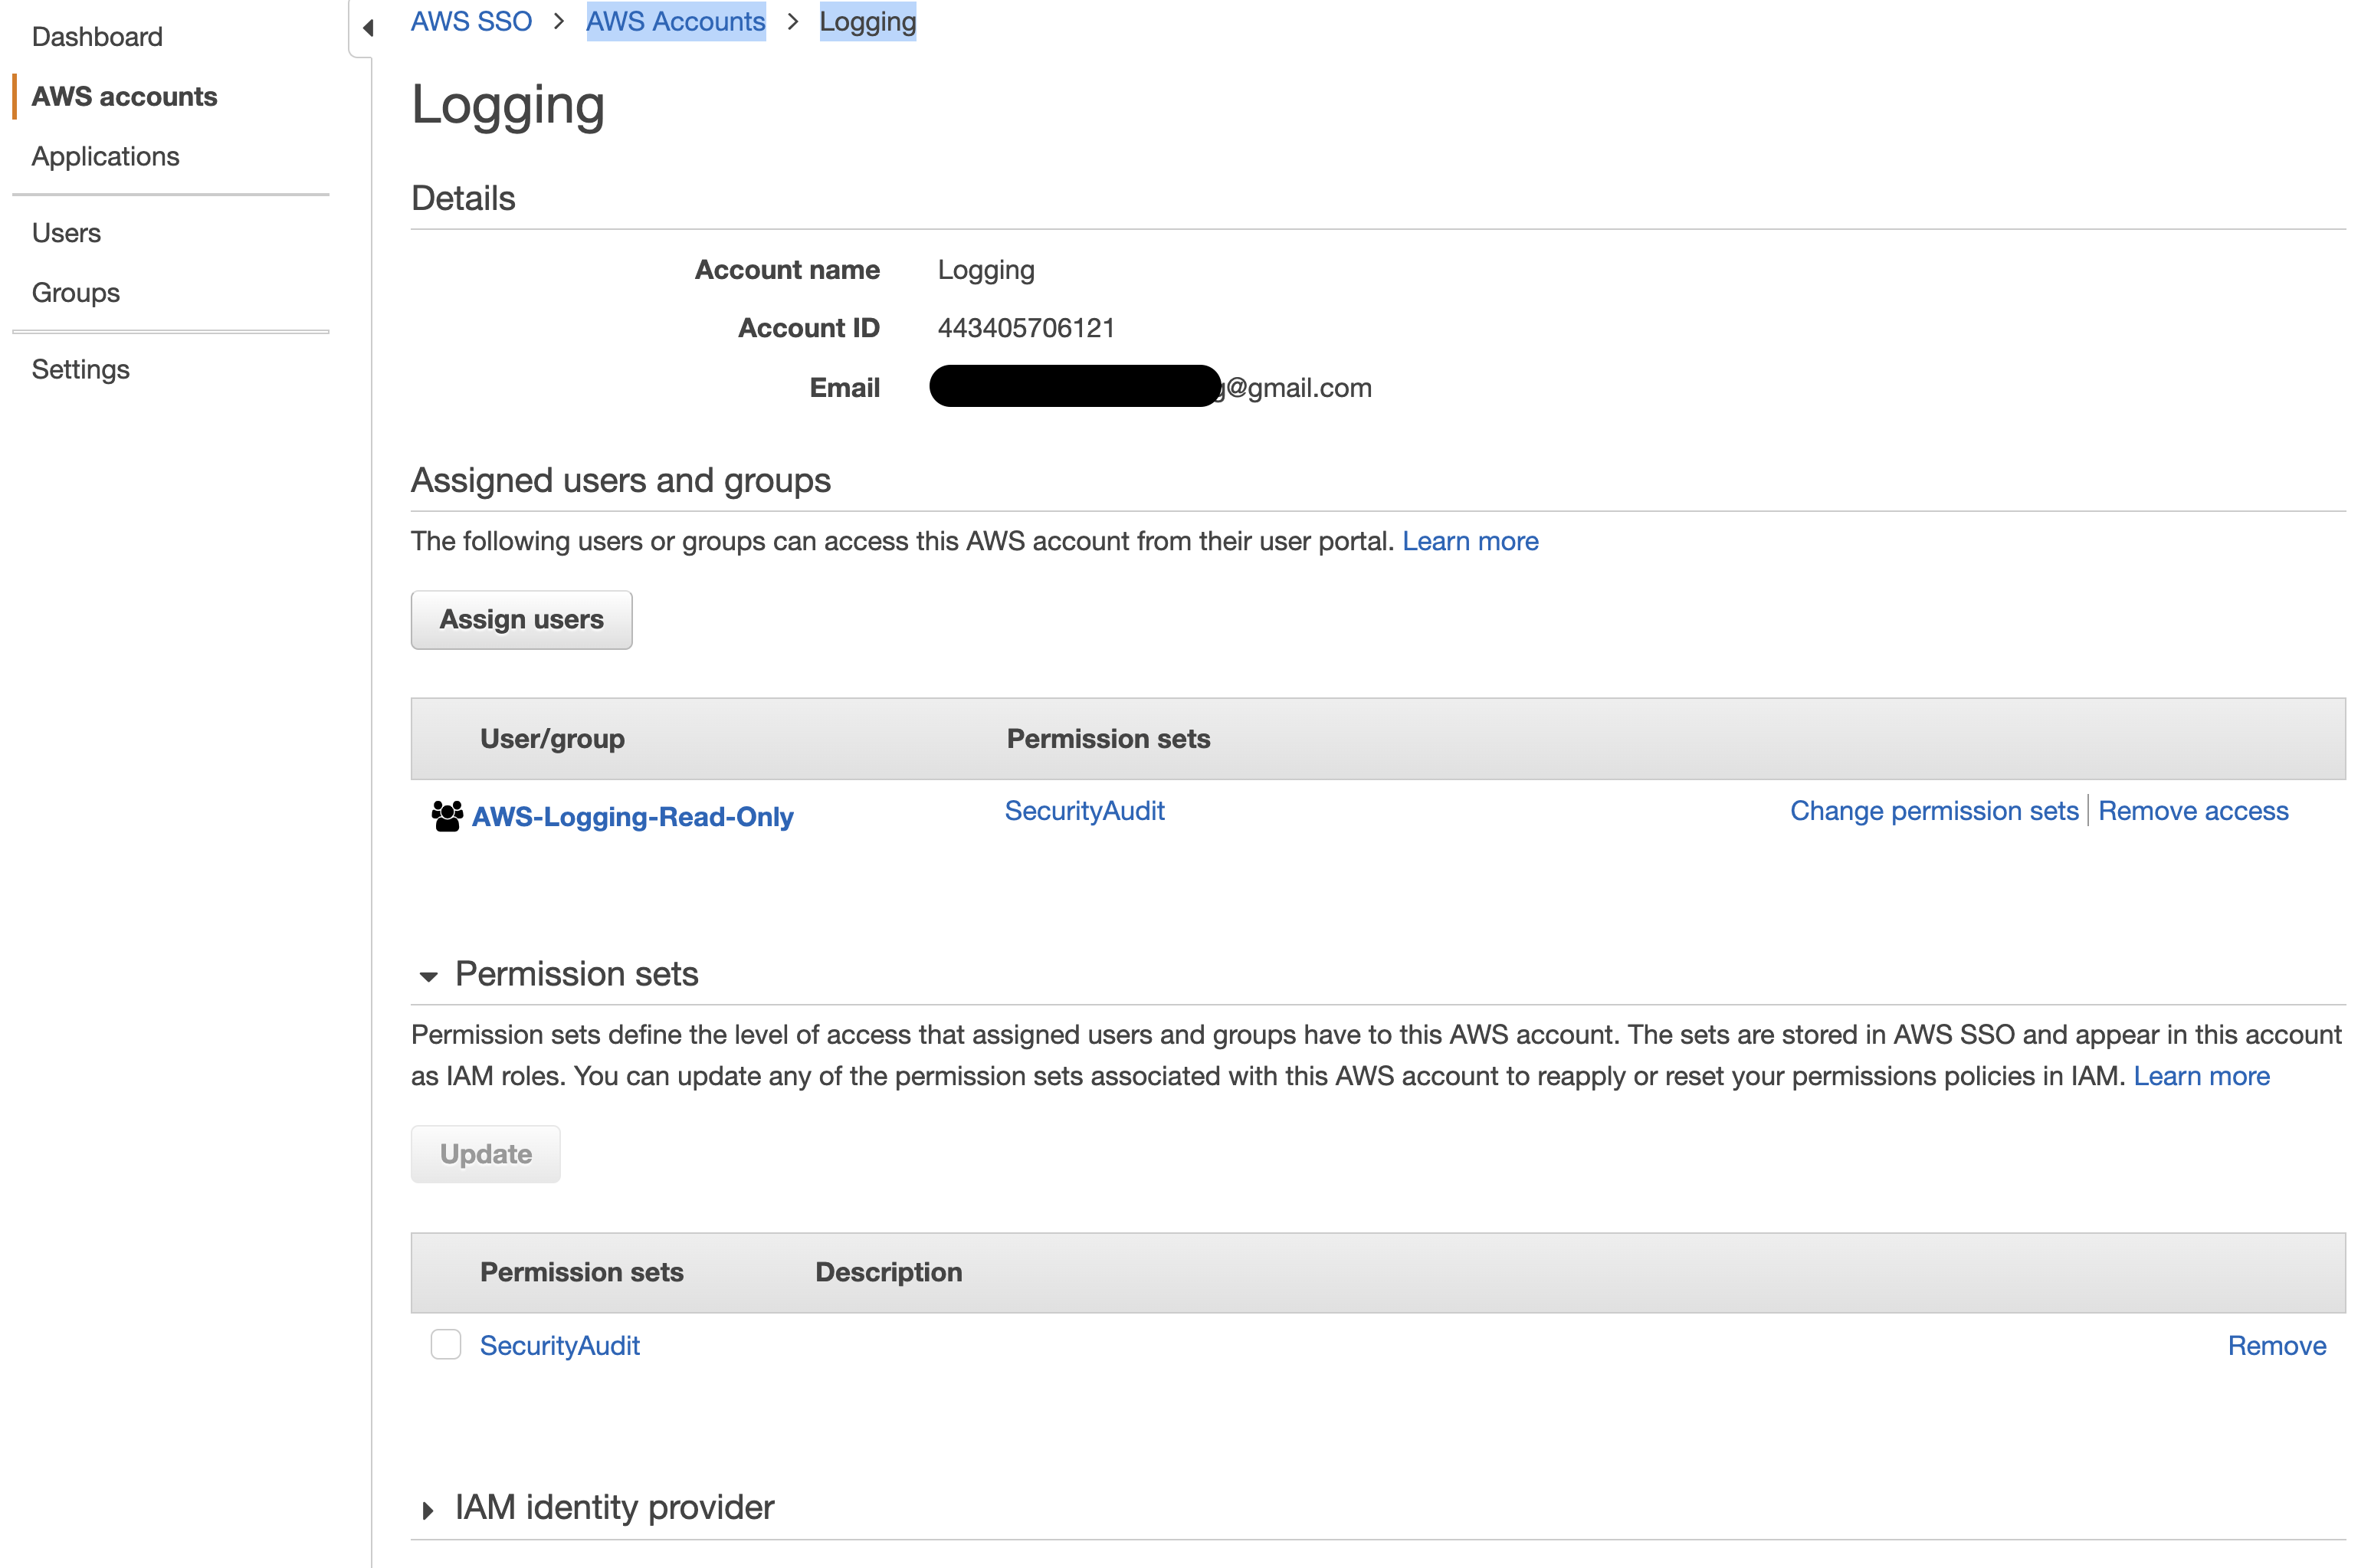 Dashboard
AWS accounts
Applications
Users
Groups
Settings
AWS SSO > AWS Accounts > Logging
Logging
Details
Account name Logging
Account ID 443405706121
Email g@gmail.com
Assigned users and groups
The following users or groups can access this AWS account from their user portal. Learn more
Assign users
User/group Permission sets
AWS-Logging-Read-Only SecurityAudit Change permission sets Remove access
Permission sets
Permission sets define the level of access that assigned users and groups have to this AWS account. The sets are stored in AWS SSO and appear in this account
as IAM roles. You can update any of the permission sets associated with this AWS account to reapply or reset your permissions policies in IAM. Learn more
Update
Permission sets Description
SecurityAudit Remove
IAM identity provider